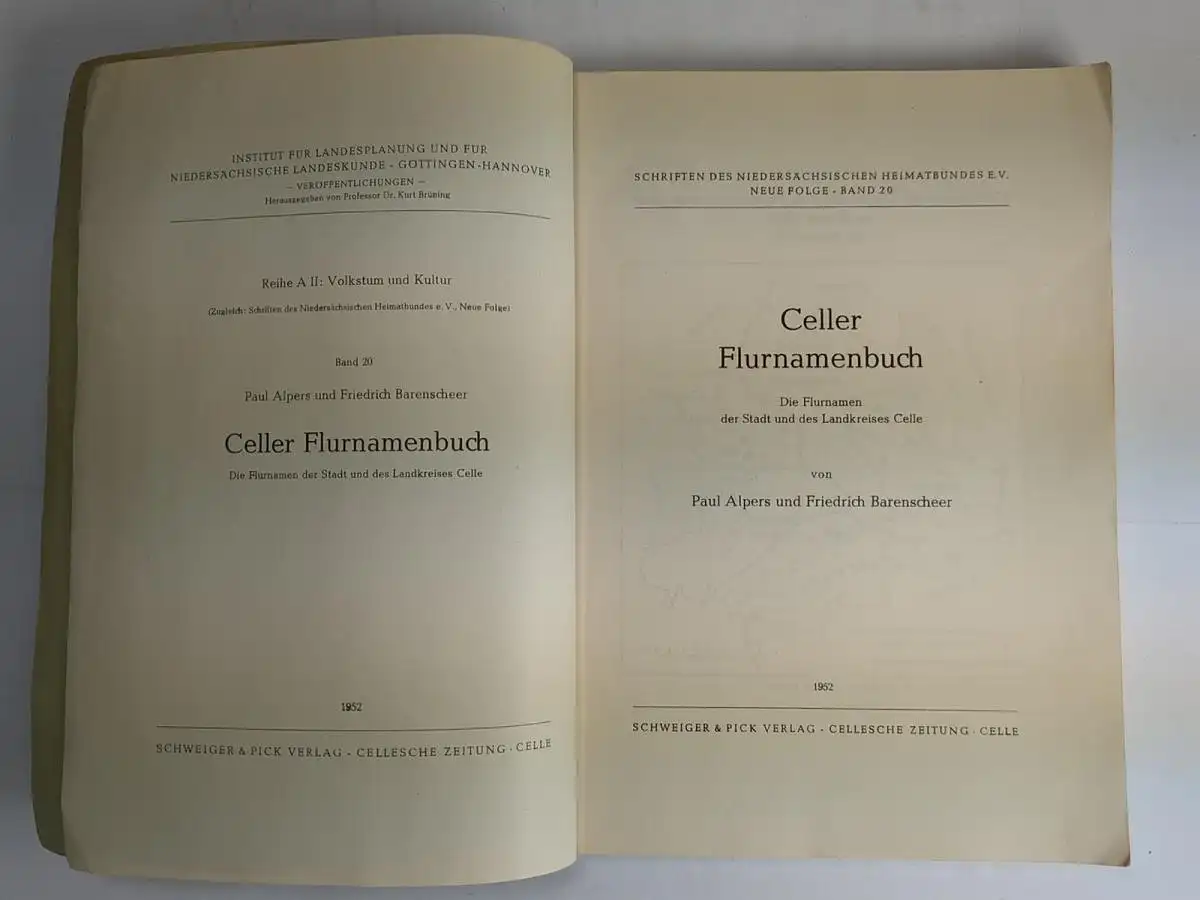 INSTITUT FÜR LANDESPLANUNG UND FÜR
NIEDERSÄCHSISCHE LANDESKUNDE - GÖTTINGEN-HANNOVER
— VERÖFFENTLICHUNGEN —
Herausgegeben von Professor Dr. Kurt Brüning
Reihe A II: Volkstum und Kultur
(Zugleich: Schriften des Niedersächsischen Heimatbundes e. V., Neue Folge)
Band 20
Paul Alpers und Friedrich Barenscheer
Celler Flurnamenbuch
Die Flurnamen der Stadt und des Landkreises Celle
1952
SCHWEIGER & PICK VERLAG - CELLESCHE ZEITUNG · CELLE
SCHRIFTEN DES NIEDERSÄCHSISCHEN HEIMATBUNDES E.V.
NEUE FOLGE - BAND 20
Celler
Flurnamenbuch
Die Flurnamen
der Stadt und des Landkreises Celle
von
Paul Alpers und Friedrich Barenscheer
1952
SCHWEIGER & PICK VERLAG - CELLESCHE ZEITUNG · CELLE